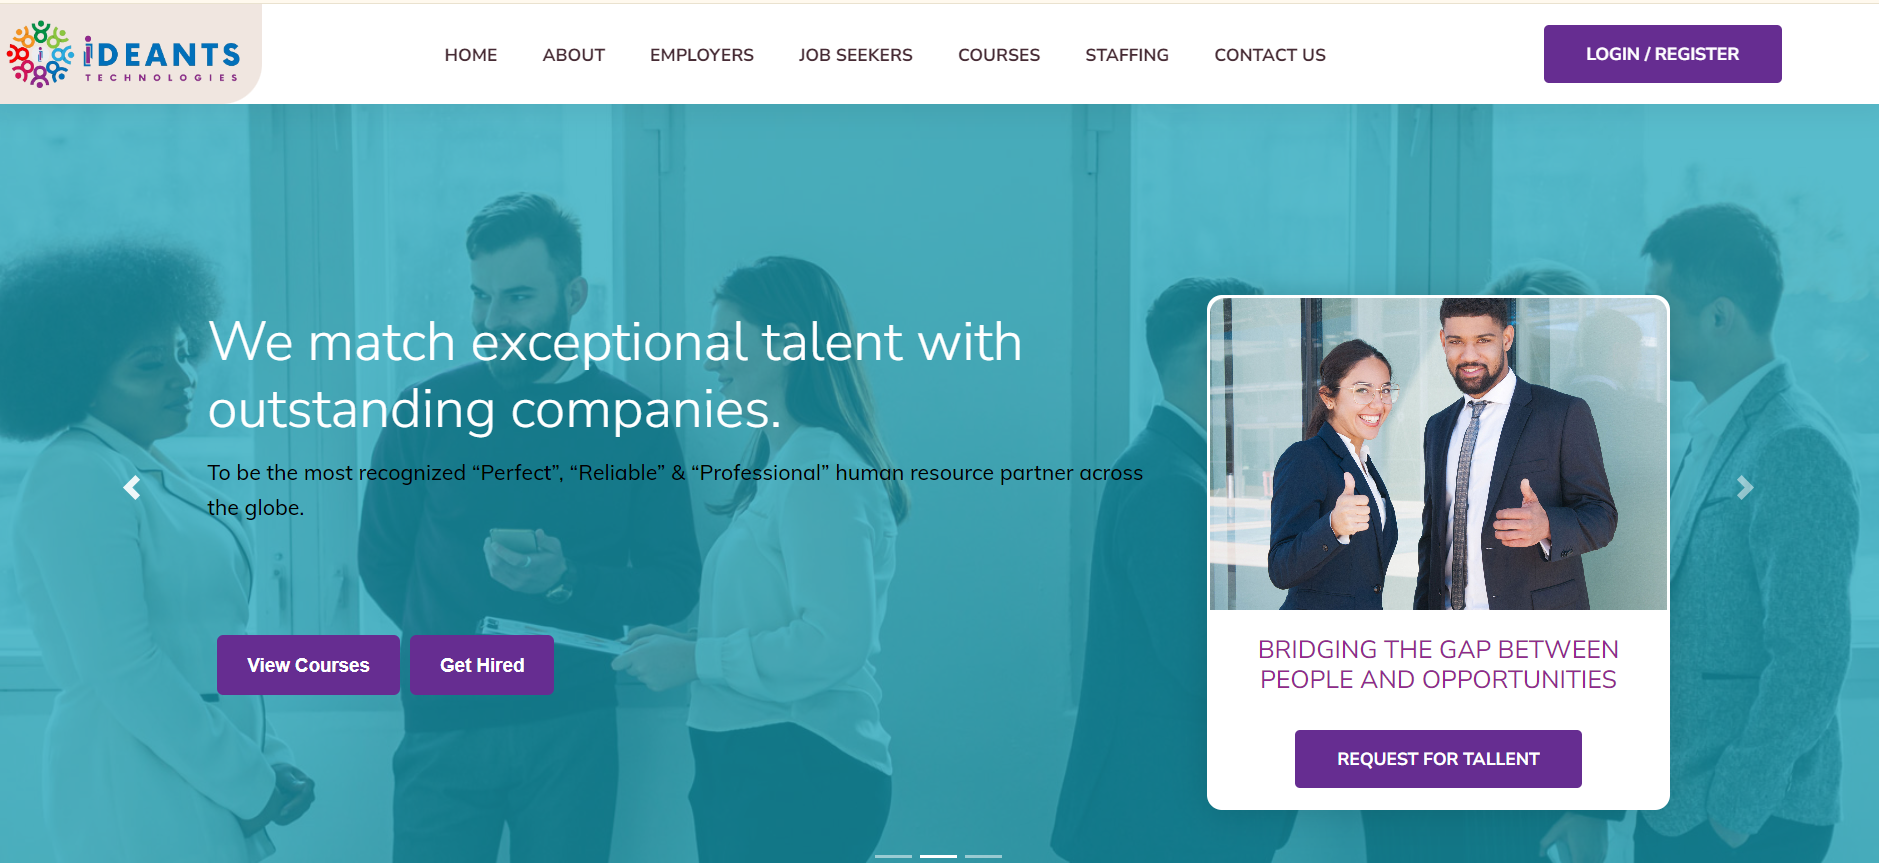 iDEANTS
TECHNOLOGIES
HOME
ABOUT
EMPLOYERS
JOB SEEKERS
COURSES
STAFFING
CONTACT US
LOGIN / REGISTER
We match exceptional talent with
outstanding companies.
To be the most recognized “Perfect”, “Reliable” & “Professional” human resource partner across
the globe.
View Courses
Get Hired
BRIDGING THE GAP BETWEEN
PEOPLE AND OPPORTUNITIES
REQUEST FOR TALLENT